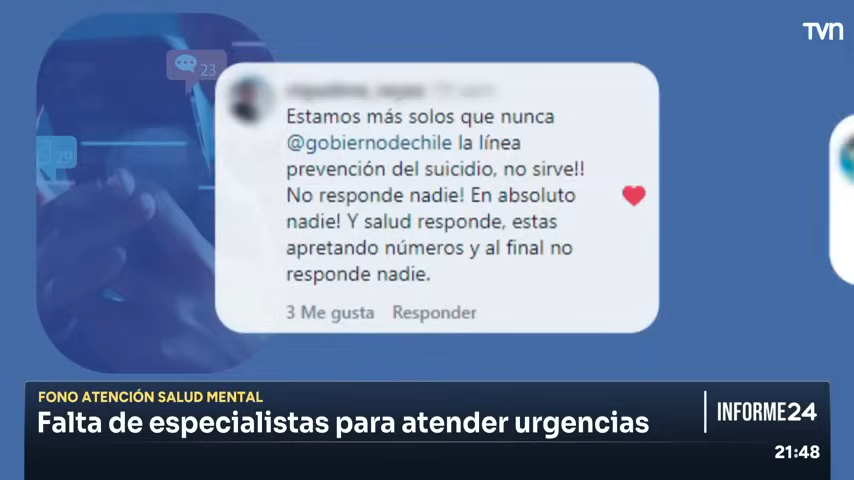 TVN
23
29
Estamos más solos que nunca
@gobiernodechile la línea
prevención del suicidio, no sirve!!
No responde nadie! En absoluto
nadie! Y salud responde, estas
apretando números y al final no
responde nadie.
3 Me gusta Responder
FONO ATENCIÓN SALUD MENTAL
Falta de especialistas para atender urgencias
INFORME24
21:48